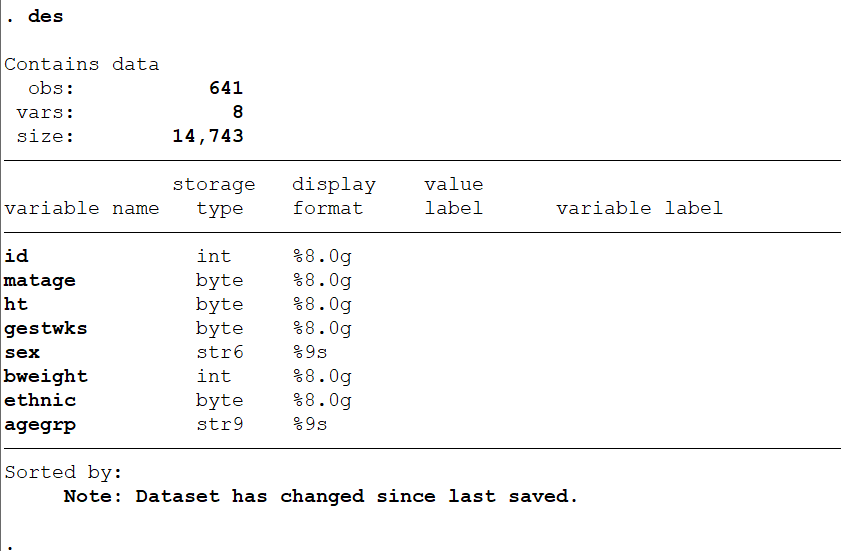 . des
Contains data
obs: 641
vars: 8
size: 14,743
storage display value
variable name type format label variable label
id int %8.0g
matage byte %8.0g
ht byte %8.0g
gestwks byte %8.0g
sex str6 %9s
bweight int %8.0g
ethnic byte %8.0g
agegrp str9 %9s
Sorted by:
Note: Dataset has changed since last saved.
.